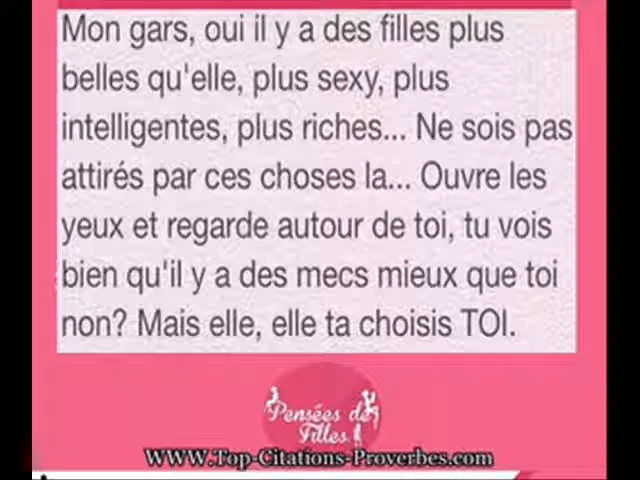 Mon gars, oui il y a des filles plus
belles qu'elle, plus sexy, plus
intelligentes, plus riches... Ne sois pas
attirés par ces choses la... Ouvre les
yeux et regarde autour de toi, tu vois
bien qu'il y a des mecs mieux que toi
non? Mais elle, elle ta choisis TOI.
Pensées de
Filles
WWW.Top-Citations-Proverbes.com